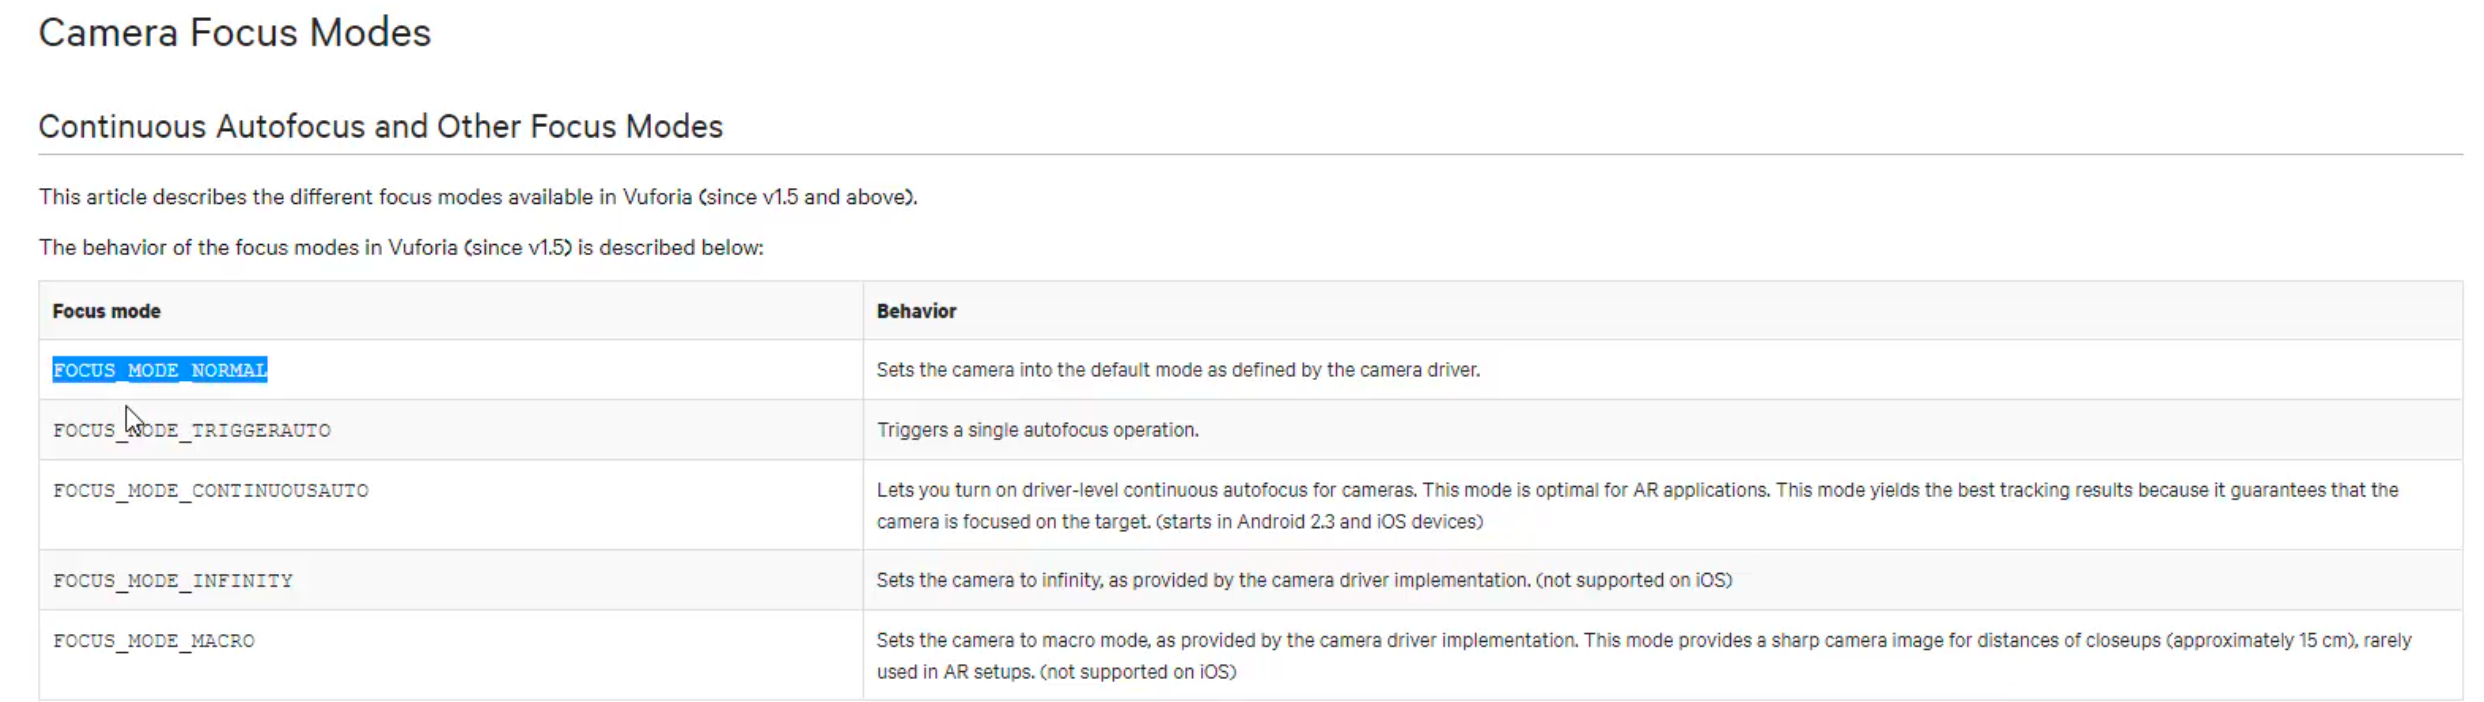 Camera Focus Modes
Continuous Autofocus and Other Focus Modes
This article describes the different focus modes available in Vuforia (since v1.5 and above).
The behavior of the focus modes in Vuforia (since v1.5) is described below:
Focus mode Behavior
FOCUS_MODE_NORMAL Sets the camera into the default mode as defined by the camera driver.
FOCUS_MODE_TRIGGERAUTO Triggers a single autofocus operation.
FOCUS_MODE_CONTINUOUSAUTO Lets you turn on driver-level continuous autofocus for cameras. This mode is optimal for AR applications. This mode yields the best tracking results because it guarantees that the
camera is focused on the target. (starts in Android 2.3 and iOS devices)
FOCUS_MODE_INFINITY Sets the camera to infinity, as provided by the camera driver implementation. (not supported on iOS)
FOCUS_MODE_MACRO Sets the camera to macro mode, as provided by the camera driver implementation. This mode provides a sharp camera image for distances of closeups (approximately 15 cm), rarely
used in AR setups. (not supported on iOS)